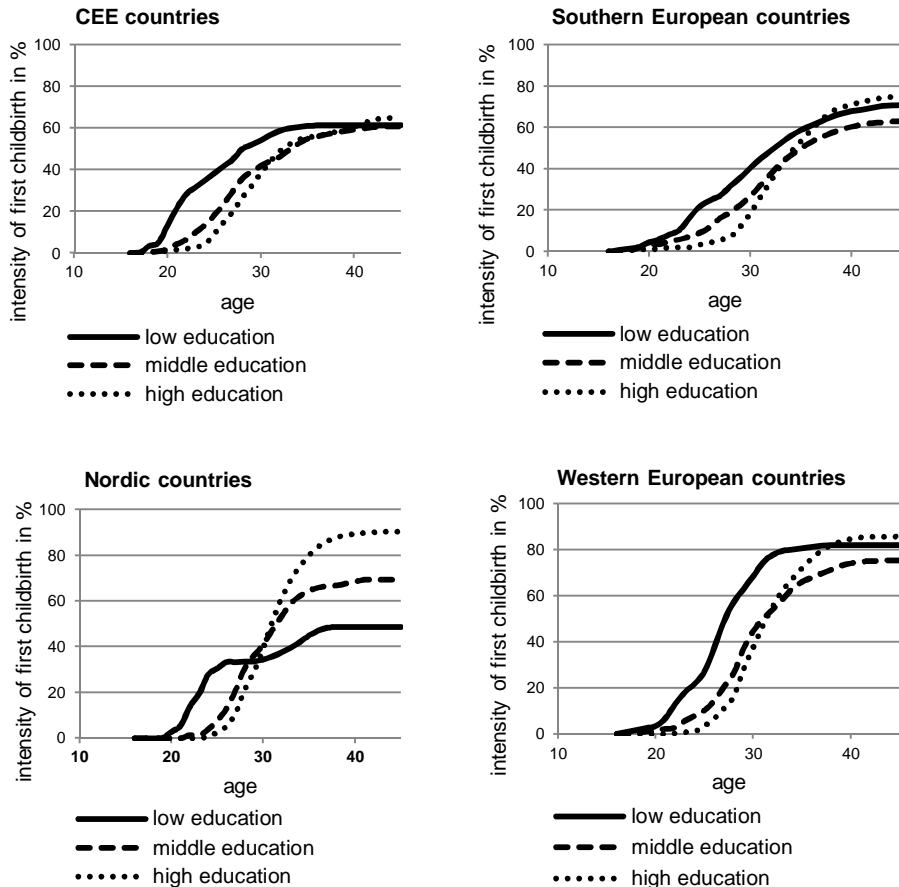 CEE countries
intensity of first childbirth in %
100
80
60
40
20
0
10 20 30 40
age
low education
middle education
high education
Southern European countries
intensity of first childbirth in %
100
80
60
40
20
0
10 20 30 40
age
low education
middle education
high education
Nordic countries
intensity of first childbirth in %
100
80
60
40
20
0
10 20 30 40
age
low education
middle education
high education
Western European countries
intensity of first childbirth in %
100
80
60
40
20
0
10 20 30 40
age
low education
middle education
high education